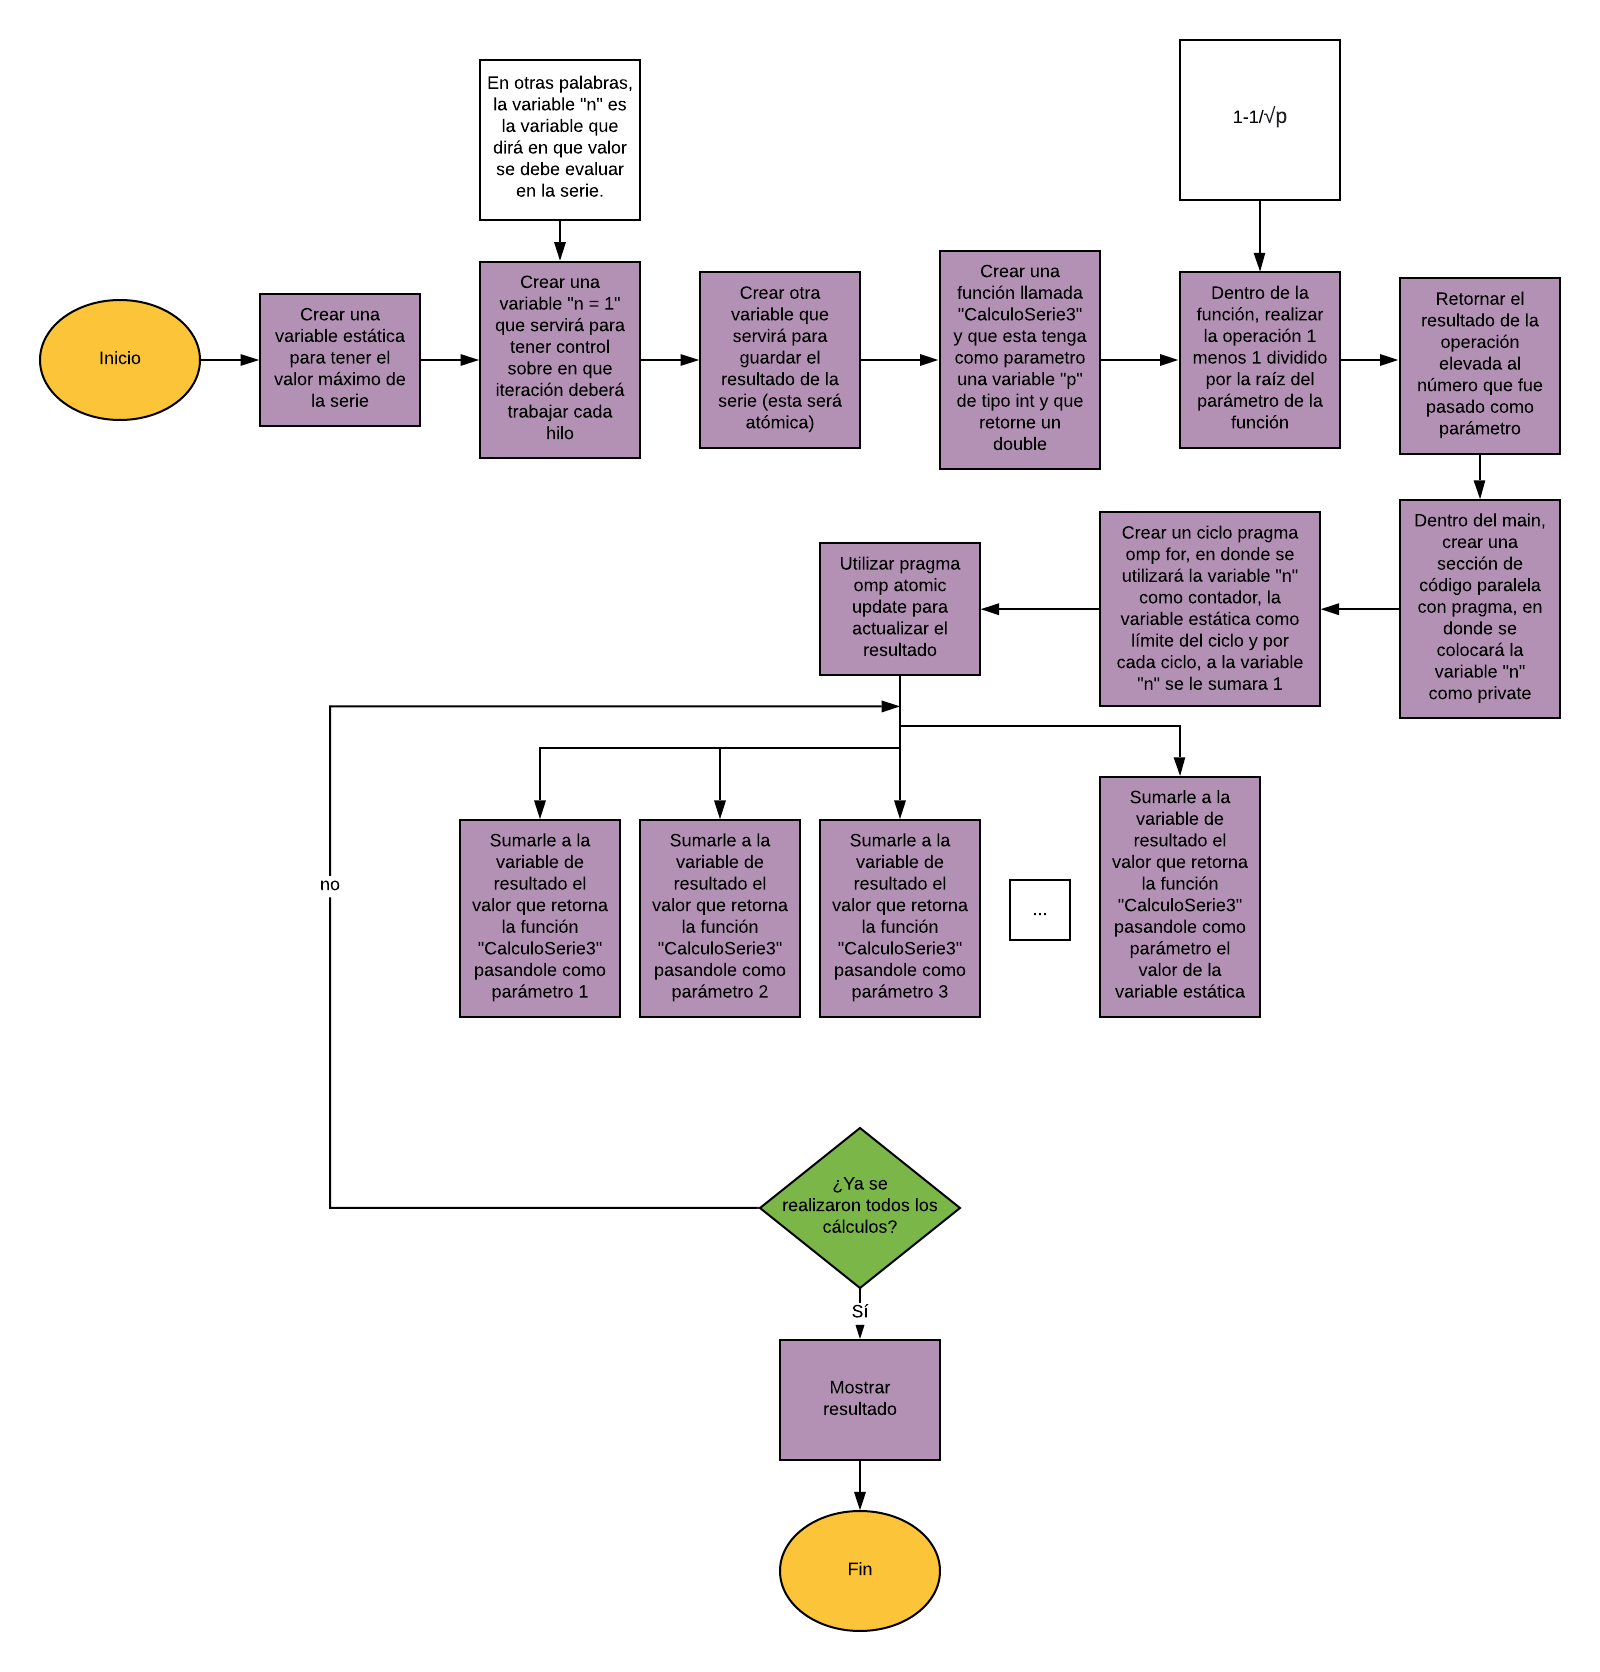 En otras palabras,
la variable "n" es
la variable que
dirá en que valor
se debe evaluar
en la serie.
1-1/√p
Inicio
Crear una
variable estática
para tener el
valor máximo de
la serie
Crear una
variable "n = 1"
que servirá para
tener control
sobre en que
iteración deberá
trabajar cada
hilo
Crear otra
variable que
servirá para
guardar el
resultado de la
serie (esta será
atómica)
Crear una
función llamada
"CalculoSerie3"
y que esta tenga
como parametro
una variable "p"
de tipo int y que
retorne un
double
Dentro de la
función, realizar
la operación 1
menos 1 dividido
por la raíz del
parámetro de la
función
Retornar el
resultado de la
operación
elevada al
número que fue
pasado como
parámetro
Dentro del main,
crear una
sección de
código paralela
con pragma, en
donde se
colocará la
variable "n"
como private
Crear un ciclo pragma
omp for, en donde se
utilizará la variable "n"
como contador, la
variable estática como
límite del ciclo y por
cada ciclo, a la variable
"n" se le sumara 1
Utilizar pragma
omp atomic
update para
actualizar el
resultado
Sumarle a la
variable de
resultado el
valor que retorna
la función
"CalculoSerie3"
pasandole como
parámetro 1
Sumarle a la
variable de
resultado el
valor que retorna
la función
"CalculoSerie3"
pasandole como
parámetro 2
Sumarle a la
variable de
resultado el
valor que retorna
la función
"CalculoSerie3"
pasandole como
parámetro 3
...
Sumarle a la
variable de
resultado el
valor que retorna
la función
"CalculoSerie3"
pasandole como
parámetro el
valor de la
variable estática
no
¿Ya se
realizaron todos los
cálculos?
Sí
Mostrar
resultado
Fin